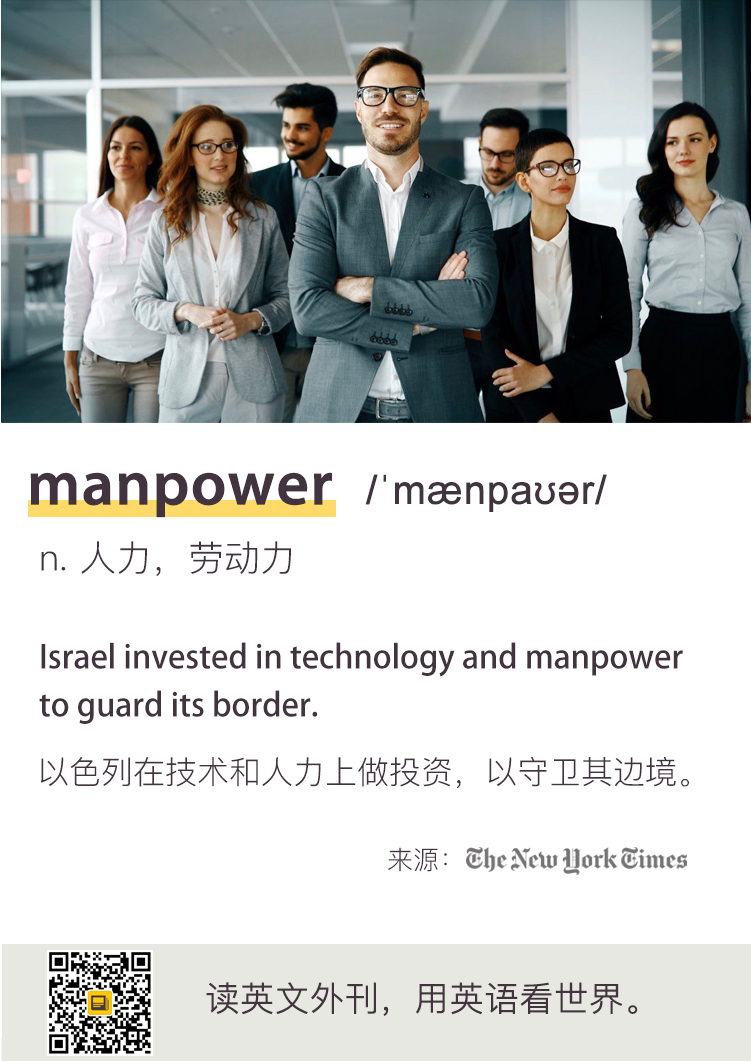 manpower /ˈmænpaʊər/
n. 人力，劳动力
Israel invested in technology and manpower
to guard its border.
以色列在技术和人力上做投资，以守卫其边境。
来源：The New York Times
读英文外刊，用英语看世界。